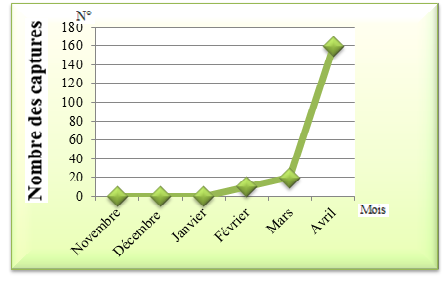 N°
Nombre des captures
180
160
140
120
100
80
60
40
20
0
Novembre
Décembre
Janvier
Février
Mars
Avril
Mois